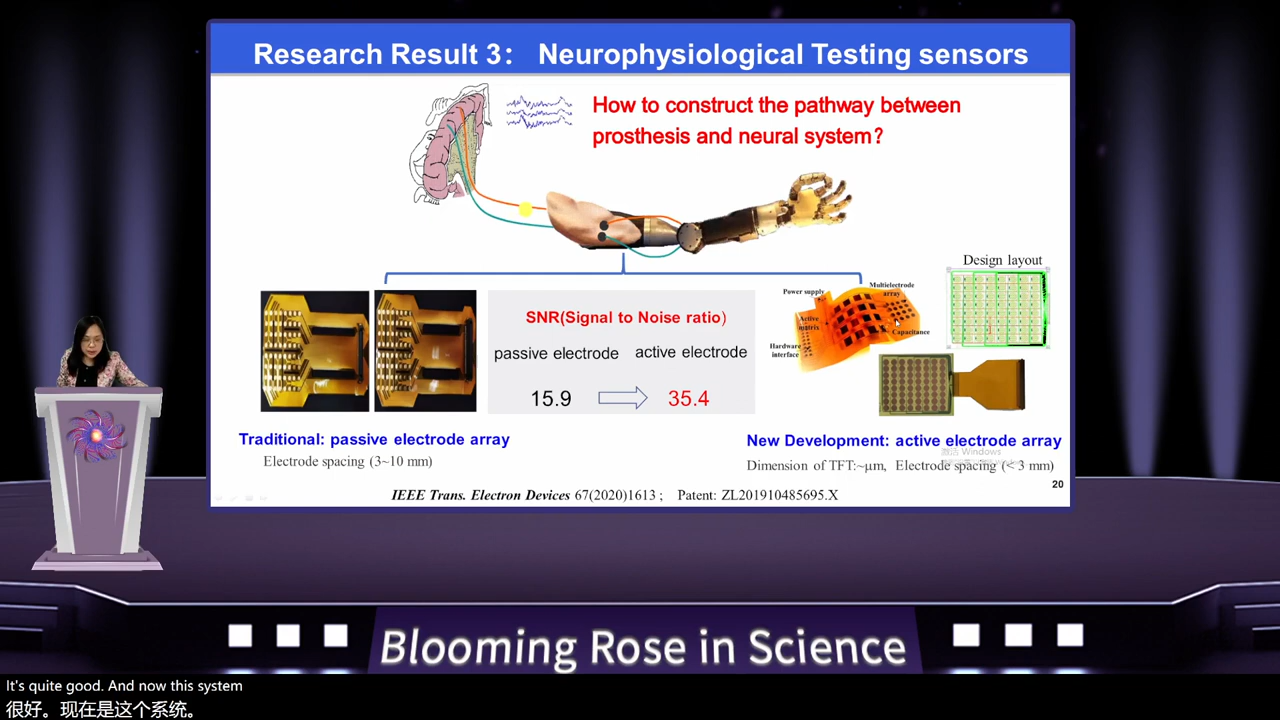 Research Result 3： Neurophysiological Testing sensors
How to construct the pathway between
prosthesis and neural system?
Design layout
Power supply
Multielectrode
array
Active
matrix
Capacitance
Hardware
interface
SNR(Signal to Noise ratio)
passive electrode active electrode
15.9 35.4
Traditional: passive electrode array
Electrode spacing (3~10 mm)
New Development: active electrode array
激活 Windows
Dimension of TFT:~μm, Electrode spacing (< 3 mm)
20
IEEE Trans. Electron Devices 67(2020)1613 ; Patent: ZL201910485695.X
Blooming Rose in Science
It's quite good. And now this system
很好。现在是这个系统。